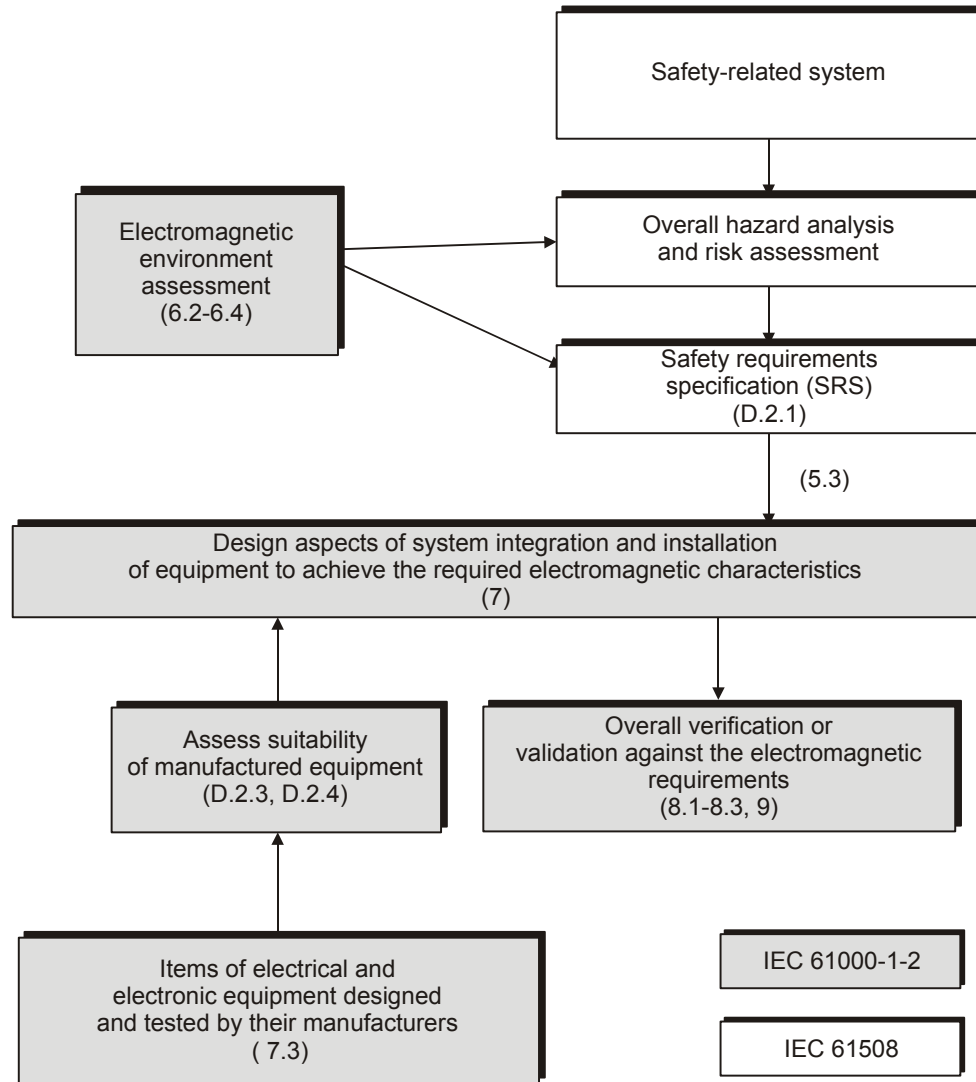 Safety-related system
Electromagnetic
environment
assessment
(6.2-6.4)
Overall hazard analysis
and risk assessment
Safety requirements
specification (SRS)
(D.2.1)
(5.3)
Design aspects of system integration and installation
of equipment to achieve the required electromagnetic characteristics
(7)
Assess suitability
of manufactured equipment
(D.2.3, D.2.4)
Overall verification or
validation against the electromagnetic
requirements
(8.1-8.3, 9)
Items of electrical and
electronic equipment designed
and tested by their manufacturers
( 7.3)
IEC 61000-1-2
IEC 61508